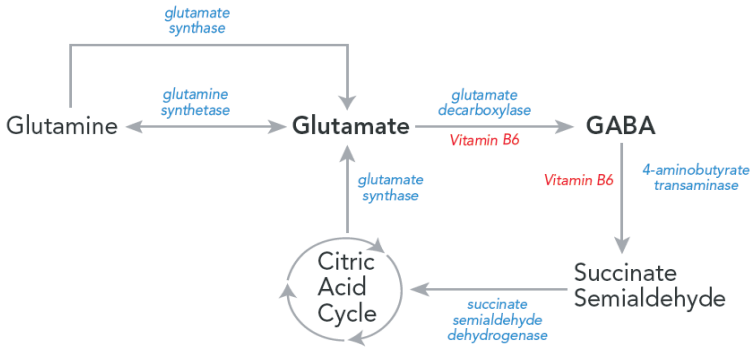 glutamate
synthase
glutamine
synthetase
Glutamine
Glutamate
glutamate
decarboxylase
Vitamin B6
GABA
Vitamin B6
4-aminobutyrate
transaminase
glutamate
synthase
Citric
Acid
Cycle
Succinate
Semialdehyde
succinate
semialdehyde
dehydrogenase